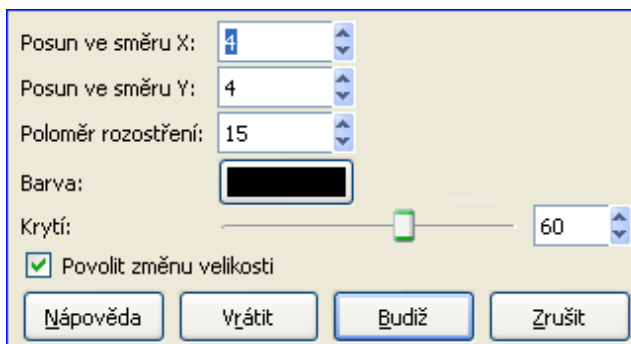 Posun ve směru X: 4
Posun ve směru Y: 4
Poloměr rozostření: 15
Barva:
Krytí: 60
Povolit změnu velikosti
Nápověda Vrátit Budiž Zrušit